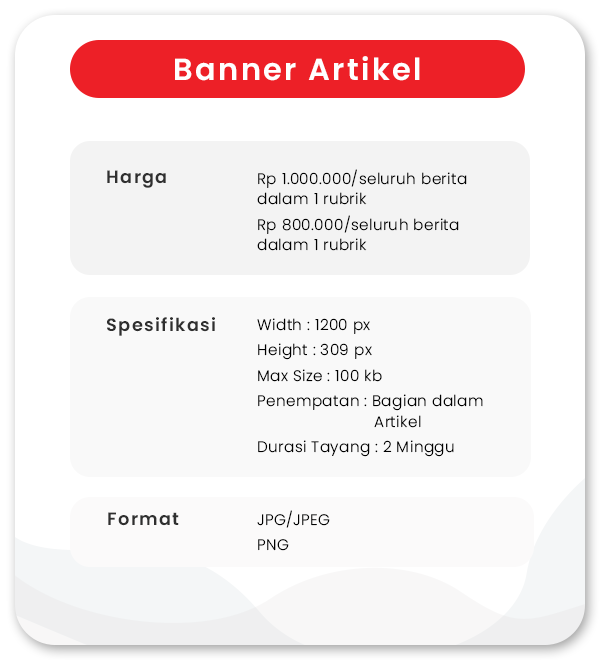 Banner Artikel
Harga
Rp 1.000.000/seluruh berita
dalam 1 rubrik
Rp 800.000/seluruh berita
dalam 1 rubrik
Spesifikasi
Width : 1200 px
Height : 309 px
Max Size : 100 kb
Penempatan : Bagian dalam
Artikel
Durasi Tayang : 2 Minggu
Format
JPG/JPEG
PNG